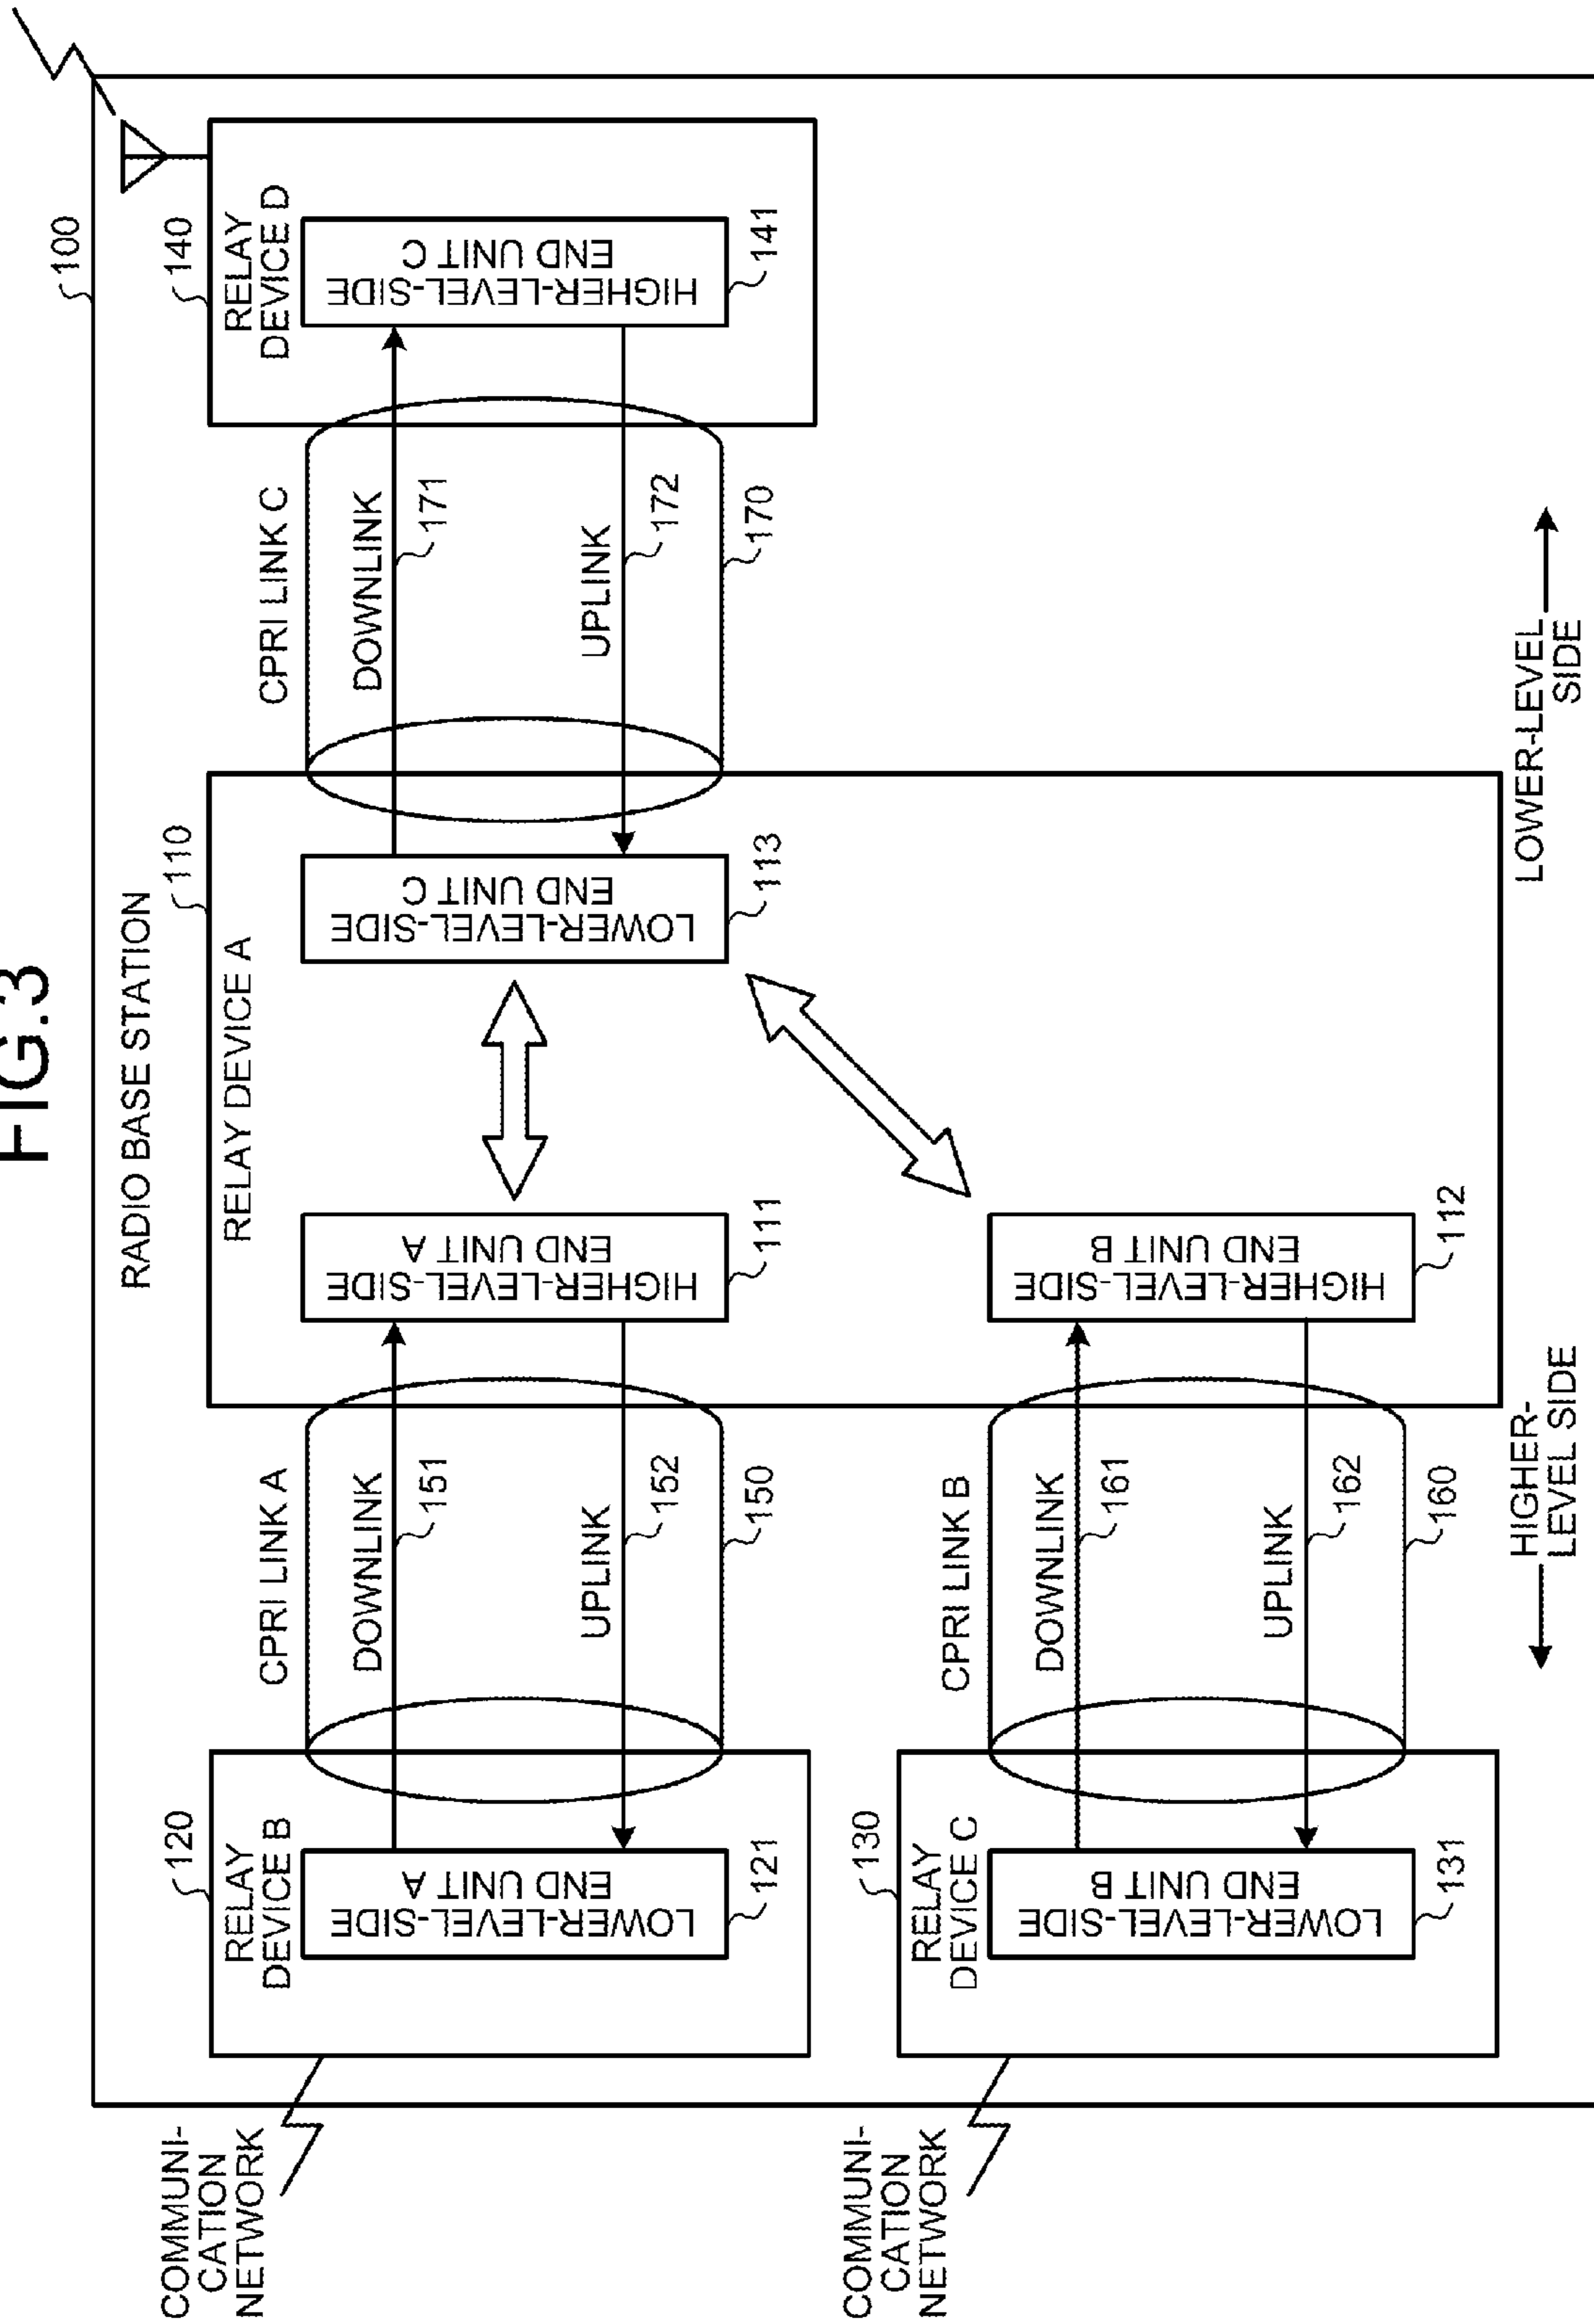 FIG.3
RADIO BASE STATION
100
COMMUNI-
CATION
NETWORK
120
RELAY
DEVICE B
LOWER-LEVEL-SIDE
END UNIT A
121
CPRI LINK A
DOWNLINK
151
UPLINK
152
150
110
RELAY DEVICE A
HIGHER-LEVEL-SIDE
END UNIT A
111
LOWER-LEVEL-SIDE
END UNIT C
113
CPRI LINK C
DOWNLINK
171
UPLINK
172
170
140
RELAY
DEVICE D
HIGHER-LEVEL-SIDE
END UNIT C
141
COMMUNI-
CATION
NETWORK
130
RELAY
DEVICE C
LOWER-LEVEL-SIDE
END UNIT B
131
CPRI LINK B
DOWNLINK
161
UPLINK
162
160
HIGHER-LEVEL-SIDE
END UNIT B
112
HIGHER-
LEVEL SIDE
LOWER-LEVEL
SIDE